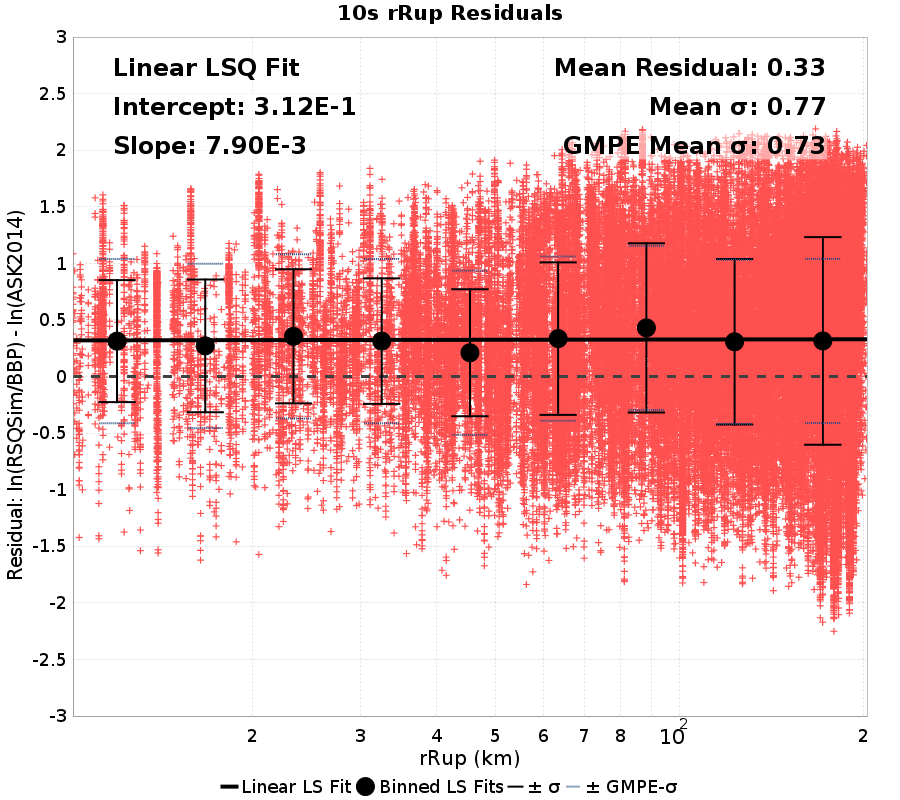 10s rRup Residuals
Linear LSQ Fit
Intercept: 3.12E-1
Slope: 7.90E-3
Mean Residual: 0.33
Mean σ: 0.77
GMPE Mean σ: 0.73
Residual: ln(RSQSim/BBP) - ln(ASK2014)
3
2.5
2
1.5
1
0.5
0
-0.5
-1
-1.5
-2
-2.5
-3
2 3 4 5 6 7 8 10^2 2
rRup (km)
Linear LS Fit Binned LS Fits ± σ ± GMPE-σ